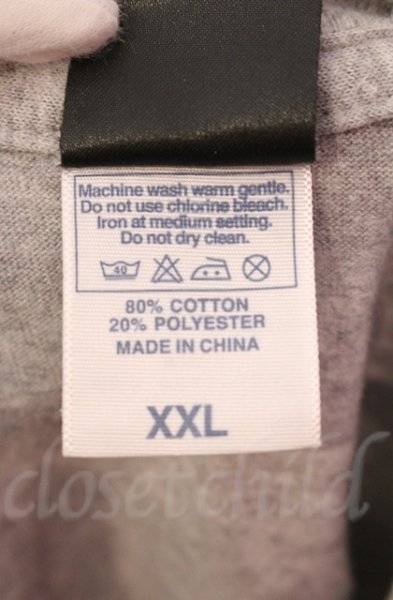 Machine wash warm gentle.
Do not use chlorine bleach.
Iron at medium setting.
Do not dry clean.
40
80% COTTON
20% POLYESTER
MADE IN CHINA
XXL
closetchild